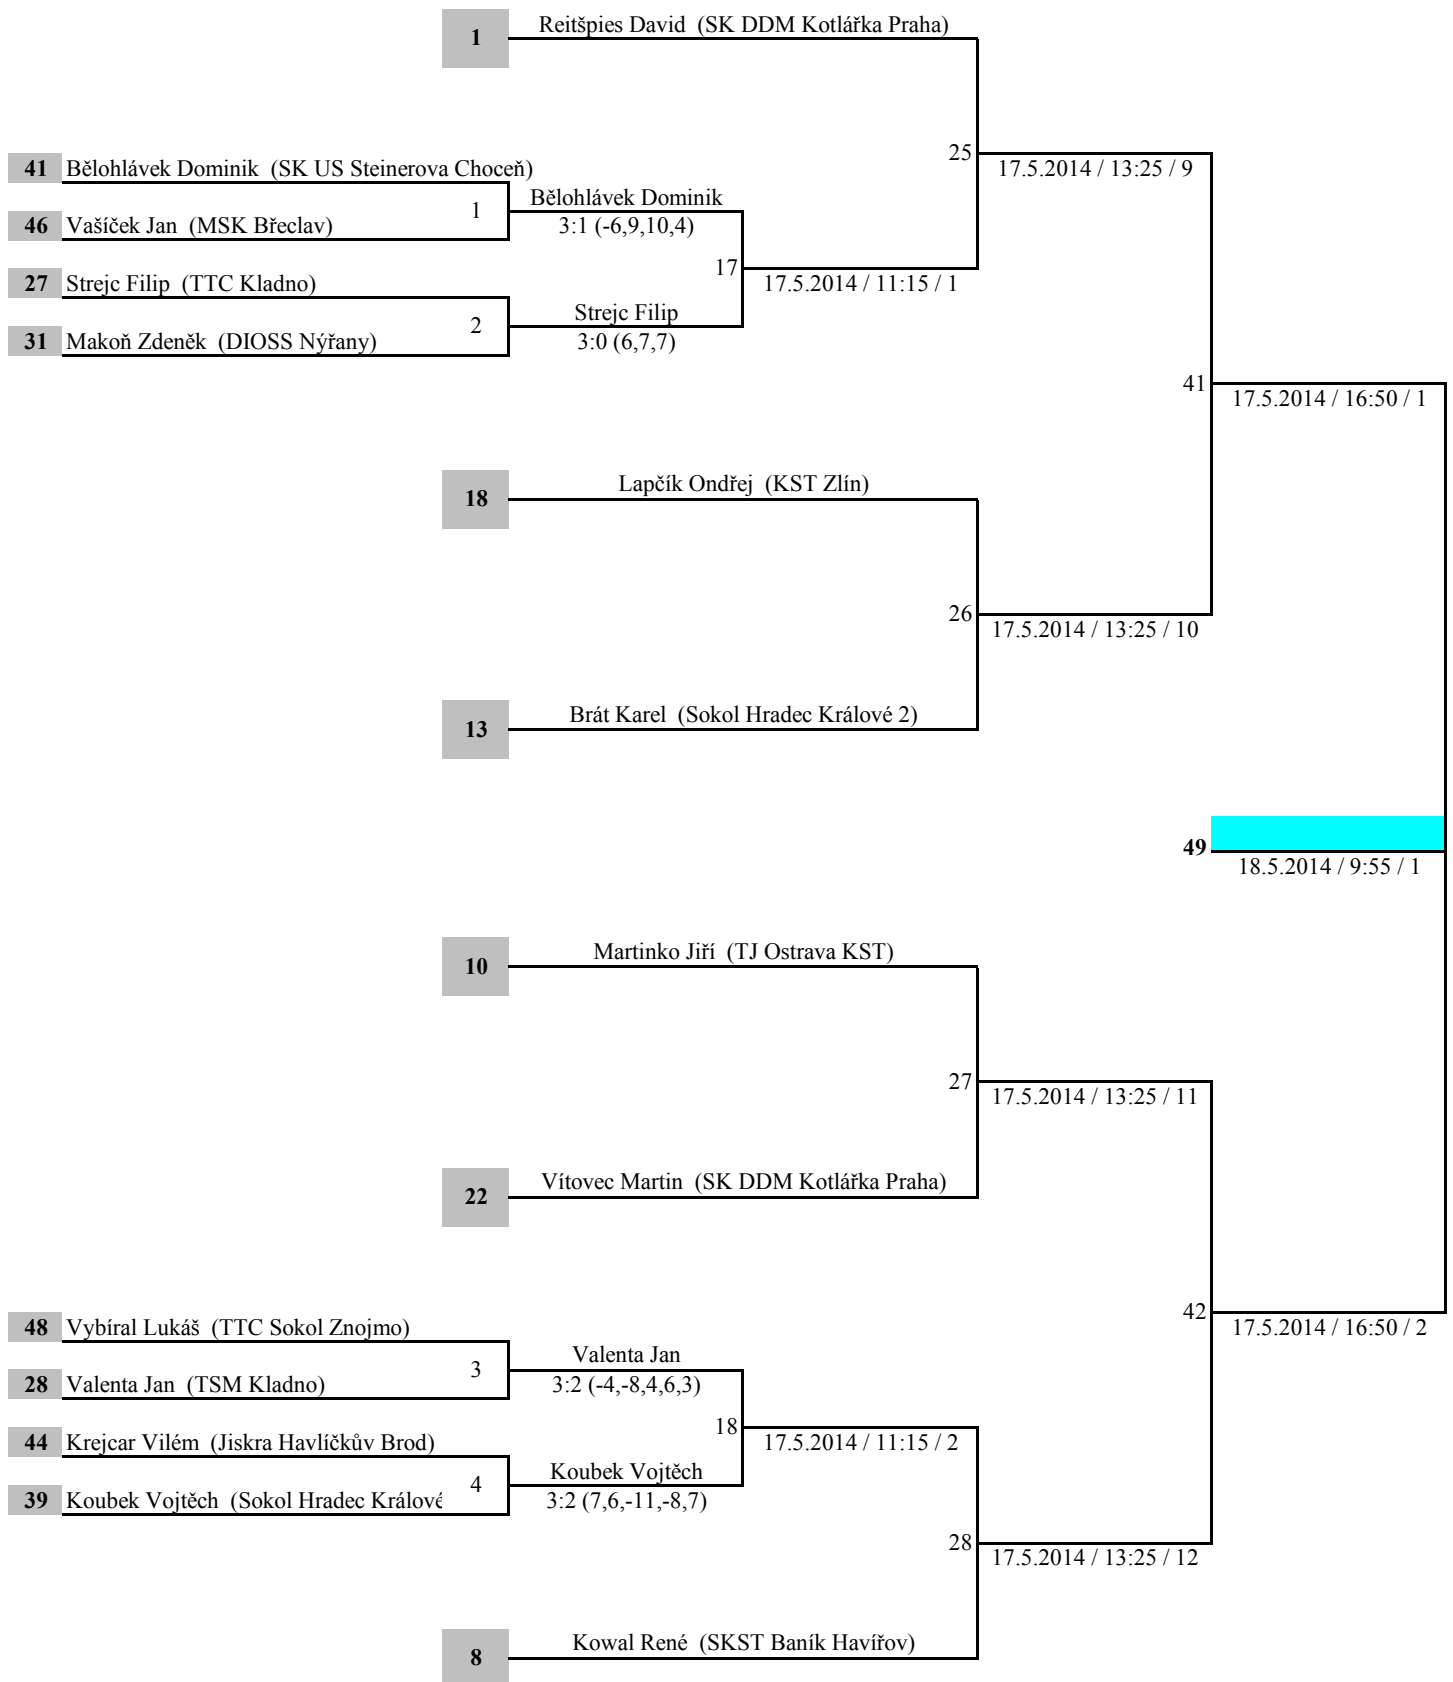 1 Reitšpies David (SK DDM Kotlářka Praha)
25
17.5.2014 / 13:25 / 9
41 Bělohlávek Dominik (SK US Steinerova Choceň)
1
Bělohlávek Dominik
3:1 (-6,9,10,4)
46 Vašíček Jan (MSK Břeclav)
17
17.5.2014 / 11:15 / 1
27 Strejc Filip (TTC Kladno)
2
Strejc Filip
3:0 (6,7,7)
31 Makoň Zdeněk (DIOSS Nýřany)
41
17.5.2014 / 16:50 / 1
18 Lapčík Ondřej (KST Zlín)
26
17.5.2014 / 13:25 / 10
13 Brát Karel (Sokol Hradec Králové 2)
49
18.5.2014 / 9:55 / 1
10 Martinko Jiří (TJ Ostrava KST)
27
17.5.2014 / 13:25 / 11
22 Vítovec Martin (SK DDM Kotlářka Praha)
42
17.5.2014 / 16:50 / 2
48 Vybíral Lukáš (TTC Sokol Znojmo)
3
Valenta Jan
3:2 (-4,-8,4,6,3)
28 Valenta Jan (TSM Kladno)
18
17.5.2014 / 11:15 / 2
44 Krejcar Vilém (Jiskra Havlíčkův Brod)
4
Koubek Vojtěch
3:2 (7,6,-11,-8,7)
39 Koubek Vojtěch (Sokol Hradec Králové
28
17.5.2014 / 13:25 / 12
8 Kowal René (SKST Baník Havířov)